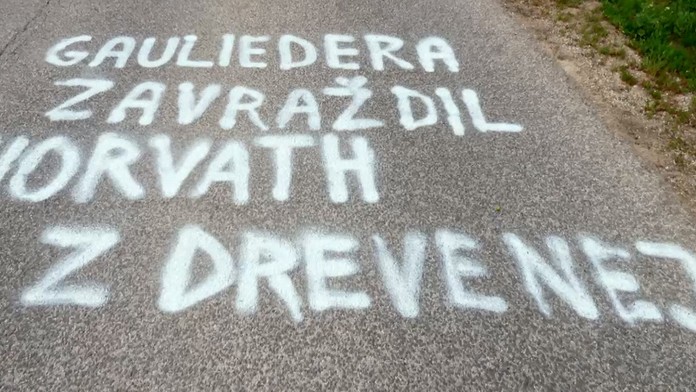 GAULIEDERA
ZAVRAŽDIL
HORVATH
Z DREVENEJ